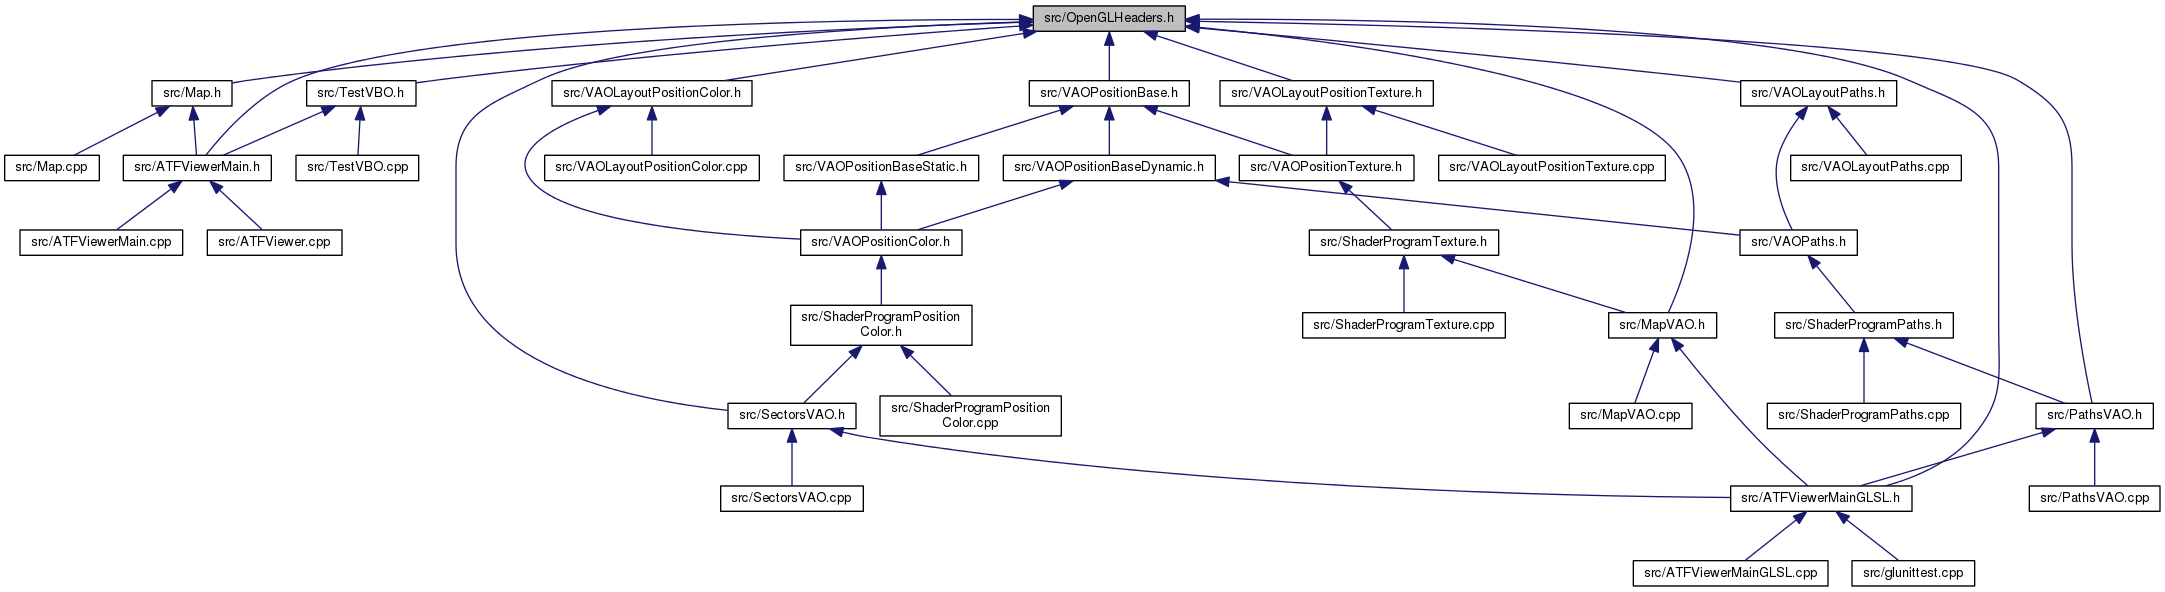 src/OpenGLHeaders.h
src/Map.h
src/TestVBO.h
src/VAOLayoutPositionColor.h
src/VAOPositionBase.h
src/VAOLayoutPositionTexture.h
src/VAOLayoutPaths.h
src/Map.cpp
src/ATFViewerMain.h
src/TestVBO.cpp
src/VAOLayoutPositionColor.cpp
src/VAOPositionBaseStatic.h
src/VAOPositionBaseDynamic.h
src/VAOPositionTexture.h
src/VAOLayoutPositionTexture.cpp
src/VAOLayoutPaths.cpp
src/ATFViewerMain.cpp
src/ATFViewer.cpp
src/VAOPositionColor.h
src/ShaderProgramTexture.h
src/VAOPaths.h
src/ShaderProgramPosition
Color.h
src/ShaderProgramTexture.cpp
src/MapVAO.h
src/ShaderProgramPaths.h
src/SectorsVAO.h
src/ShaderProgramPosition
Color.cpp
src/MapVAO.cpp
src/ShaderProgramPaths.cpp
src/PathsVAO.h
src/SectorsVAO.cpp
src/ATFViewerMainGLSL.h
src/PathsVAO.cpp
src/ATFViewerMainGLSL.cpp
src/glunittest.cpp